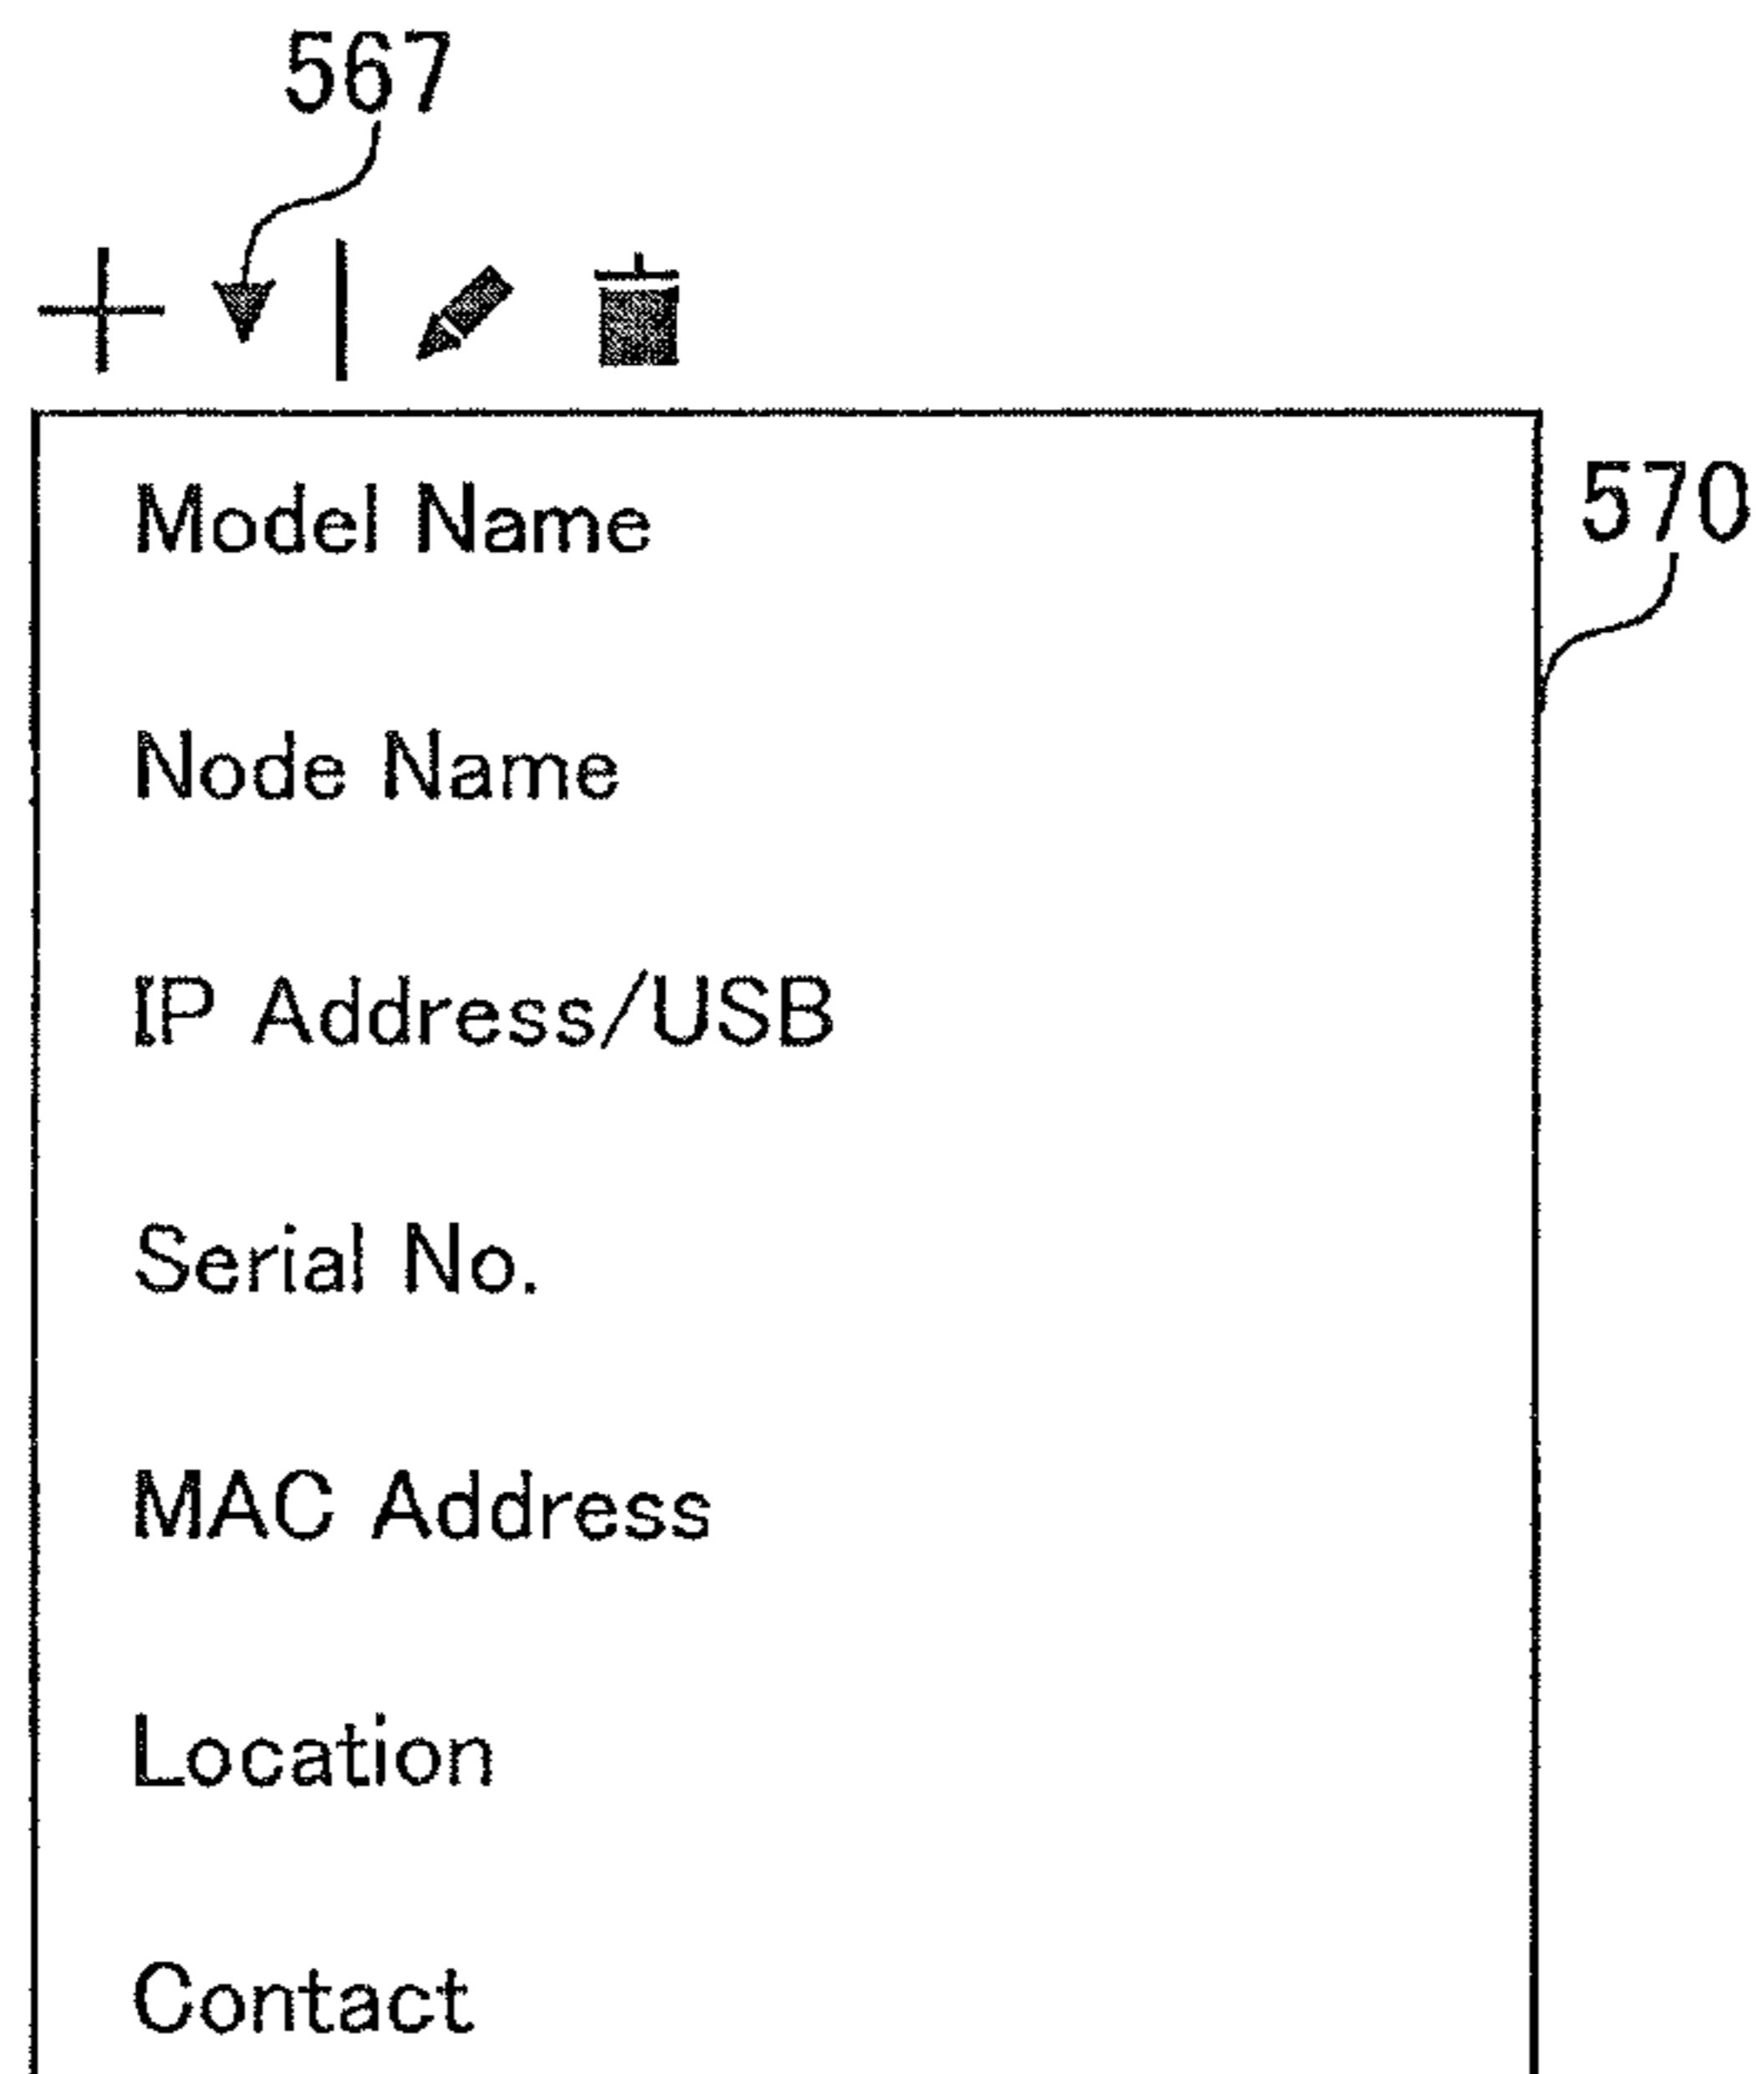 567
570
Model Name
Node Name
IP Address/USB
Serial No.
MAC Address
Location
Contact